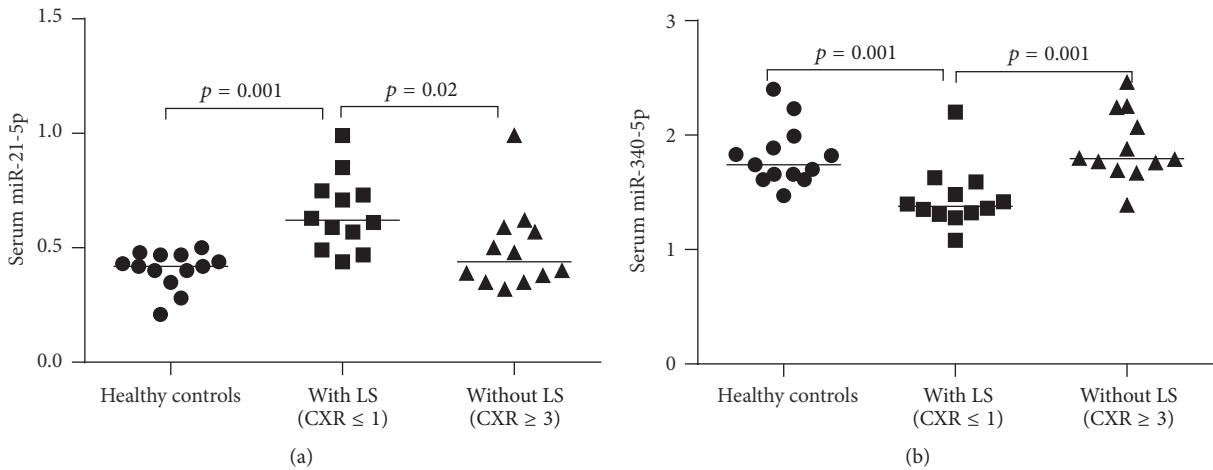 Serum miR-21-5p
1.5
1.0
0.5
0.0
p = 0.001
p = 0.02
Healthy controls
With LS
(CXR ≤ 1)
Without LS
(CXR ≥ 3)
(a)
Serum miR-340-5p
3
2
1
0
p = 0.001
p = 0.001
Healthy controls
With LS
(CXR ≤ 1)
Without LS
(CXR ≥ 3)
(b)